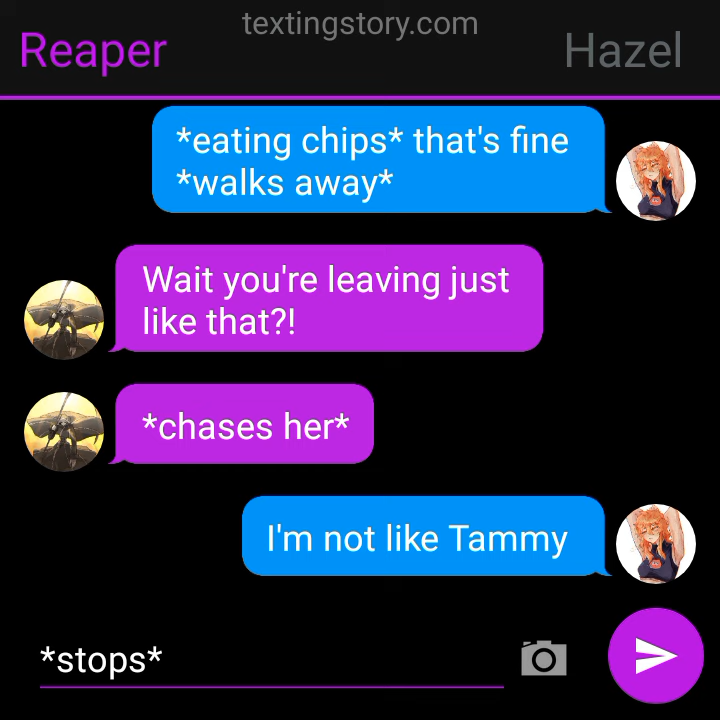 textingstory.com
Reaper
Hazel
*eating chips* that's fine
*walks away*
Wait you're leaving just
like that?!
*chases her*
I'm not like Tammy
*stops*